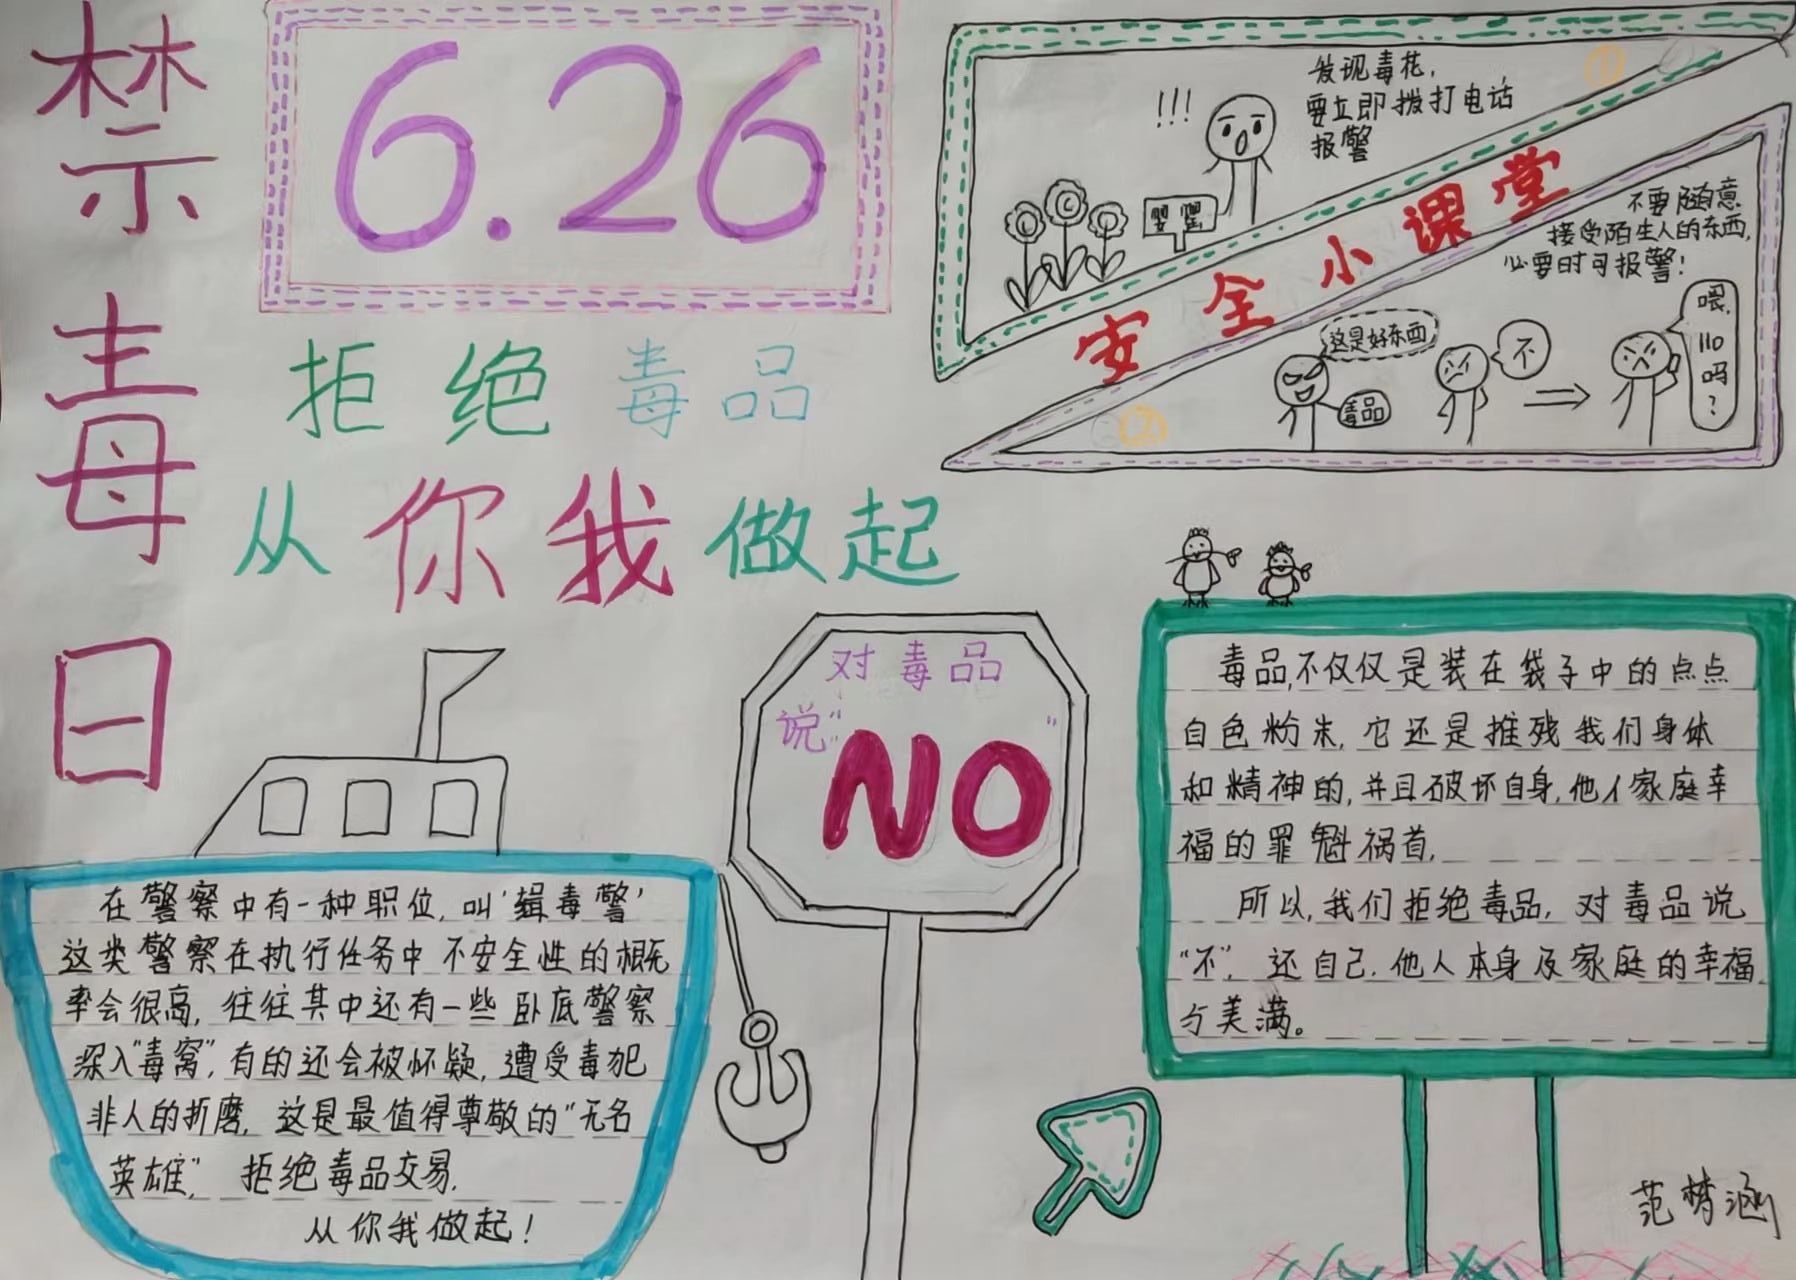 禁毒日
6.26
拒绝毒品
从你我做起
安全小课堂
①
发现毒花,
要立即拨打电话
报警
!!!
罂罂
②
不要随意
接受陌生人的东西,
必要时可报警!
这是好东西
毒品
不
喂,
110
吗
?
对毒品
说“NO”
在警察中有一种职位,叫‘缉毒警’
这类警察在执行任务中不安全性的概
率会很高,往往其中还有一些卧底警察
深入“毒窝”,有的还会被怀疑,遭受毒犯
非人的折磨,这是最值得尊敬的“无名
英雄”,拒绝毒品交易,
从你我做起!
毒品,不仅仅是装在袋子中的点点
白色粉末,它还是摧残我们身体
和精神的,并且破坏自身,他人家庭幸
福的罪魁祸首,
所以,我们拒绝毒品,对毒品说
“不”,还自己,他人本身及家庭的幸福
与美满。
范梦涵